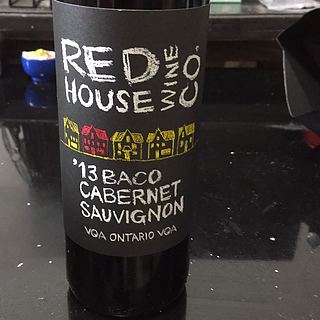 RED
HOUSE
WINE
CO.
'13 BACO
CABERNET
SAUVIGNON
VQA ONTARIO VQA